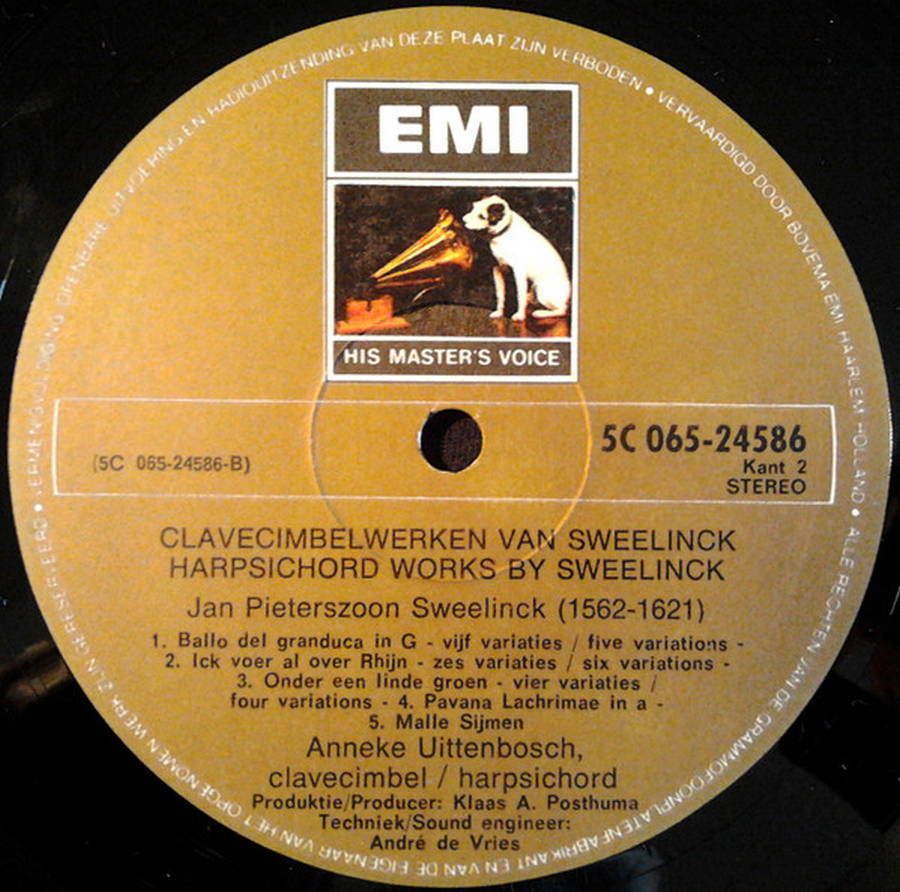 EMI
HIS MASTER'S VOICE
5C 065-24586
(5C 065-24586-B)
Kant 2
STEREO
CLAVECIMBELWERKEN VAN SWEELINCK
HARPSICHORD WORKS BY SWEELINCK
Jan Pieterszoon Sweelinck (1562-1621)
1. Ballo del granduca in G - vijf variaties / five variations -
2. Ick voer al over Rhijn - zes variaties / six variations -
3. Onder een linde groen - vier variaties /
four variations - 4. Pavana Lachrimae in a -
5. Malle Sijmen
Anneke Uittenbosch,
clavecimbel / harpsichord
Produktie/Producer: Klaas A. Posthuma
Techniek/Sound engineer:
André de Vries
OPENBARE UITVOERING EN RADIOUITZENDING VAN DEZE PLAAT ZIJN VERBODEN • VERVAARDIGD DOOR BOVEMA EMI HAARLEM HOLLAND • ALLE RECHTEN VAN DE GRAMMOFOONPLATENFABRIKANT EN VAN DE EIGENAAR VAN HET OPGENOMEN WERK ZIJN